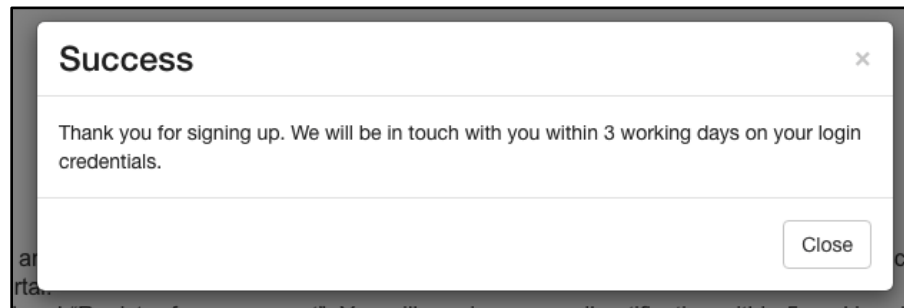 Success
×
Thank you for signing up. We will be in touch with you within 3 working days on your login
credentials.
Close